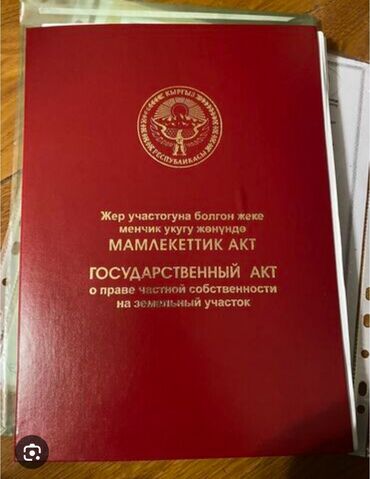 КЫРГЫЗ
РЕСПУБЛИКАСЫ
Жер участогуна болгон жеке
менчик укугу жөнүндө
МАМЛЕКЕТТИК АКТ
ГОСУДАРСТВЕННЫЙ АКТ
о праве частной собственности
на земельный участок